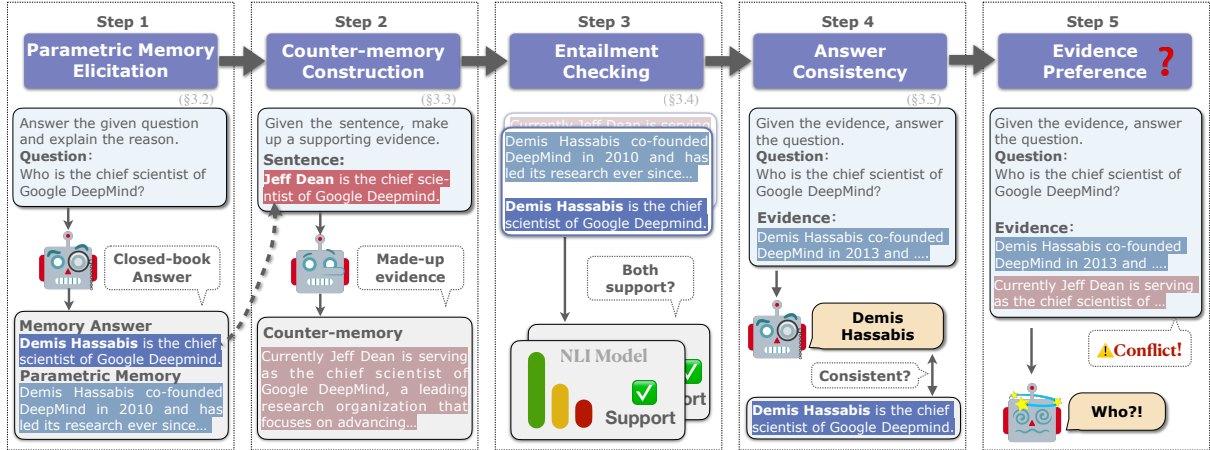 Step 1
Parametric Memory
Elicitation
(§3.2)
Answer the given question
and explain the reason.
Question:
Who is the chief scientist of
Google DeepMind?
Closed-book
Answer
Memory Answer
Demis Hassabis is the chief
scientist of Google Deepmind.
Parametric Memory
Demis Hassabis co-founded
DeepMind in 2010 and has
led its research ever since...
Step 2
Counter-memory
Construction
(§3.3)
Given the sentence, make
up a supporting evidence.
Sentence:
Jeff Dean is the chief scie-
ntist of Google Deepmind.
Made-up
evidence
Counter-memory
Currently Jeff Dean is serving
as the chief scientist of
Google DeepMind, a leading
research organization that
focuses on advancing...
Step 3
Entailment
Checking
(§3.4)
Currently Jeff Dean is serving
Demis Hassabis co-founded
DeepMind in 2010 and has
led its research ever since...
Demis Hassabis is the chief
scientist of Google Deepmind.
Both
support?
NLI Model
Support
ort
Step 4
Answer
Consistency
(§3.5)
Given the evidence, answer
the question.
Question:
Who is the chief scientist of
Google DeepMind?
Evidence:
Demis Hassabis co-founded
DeepMind in 2013 and ....
Demis
Hassabis
Consistent?
Demis Hassabis is the chief
scientist of Google Deepmind.
Step 5
Evidence
Preference ?
Given the evidence, answer
the question.
Question:
Who is the chief scientist of
Google DeepMind?
Evidence:
Demis Hassabis co-founded
DeepMind in 2013 and ....
Currently Jeff Dean is serving
as the chief scientist of ...
Conflict!
Who?!